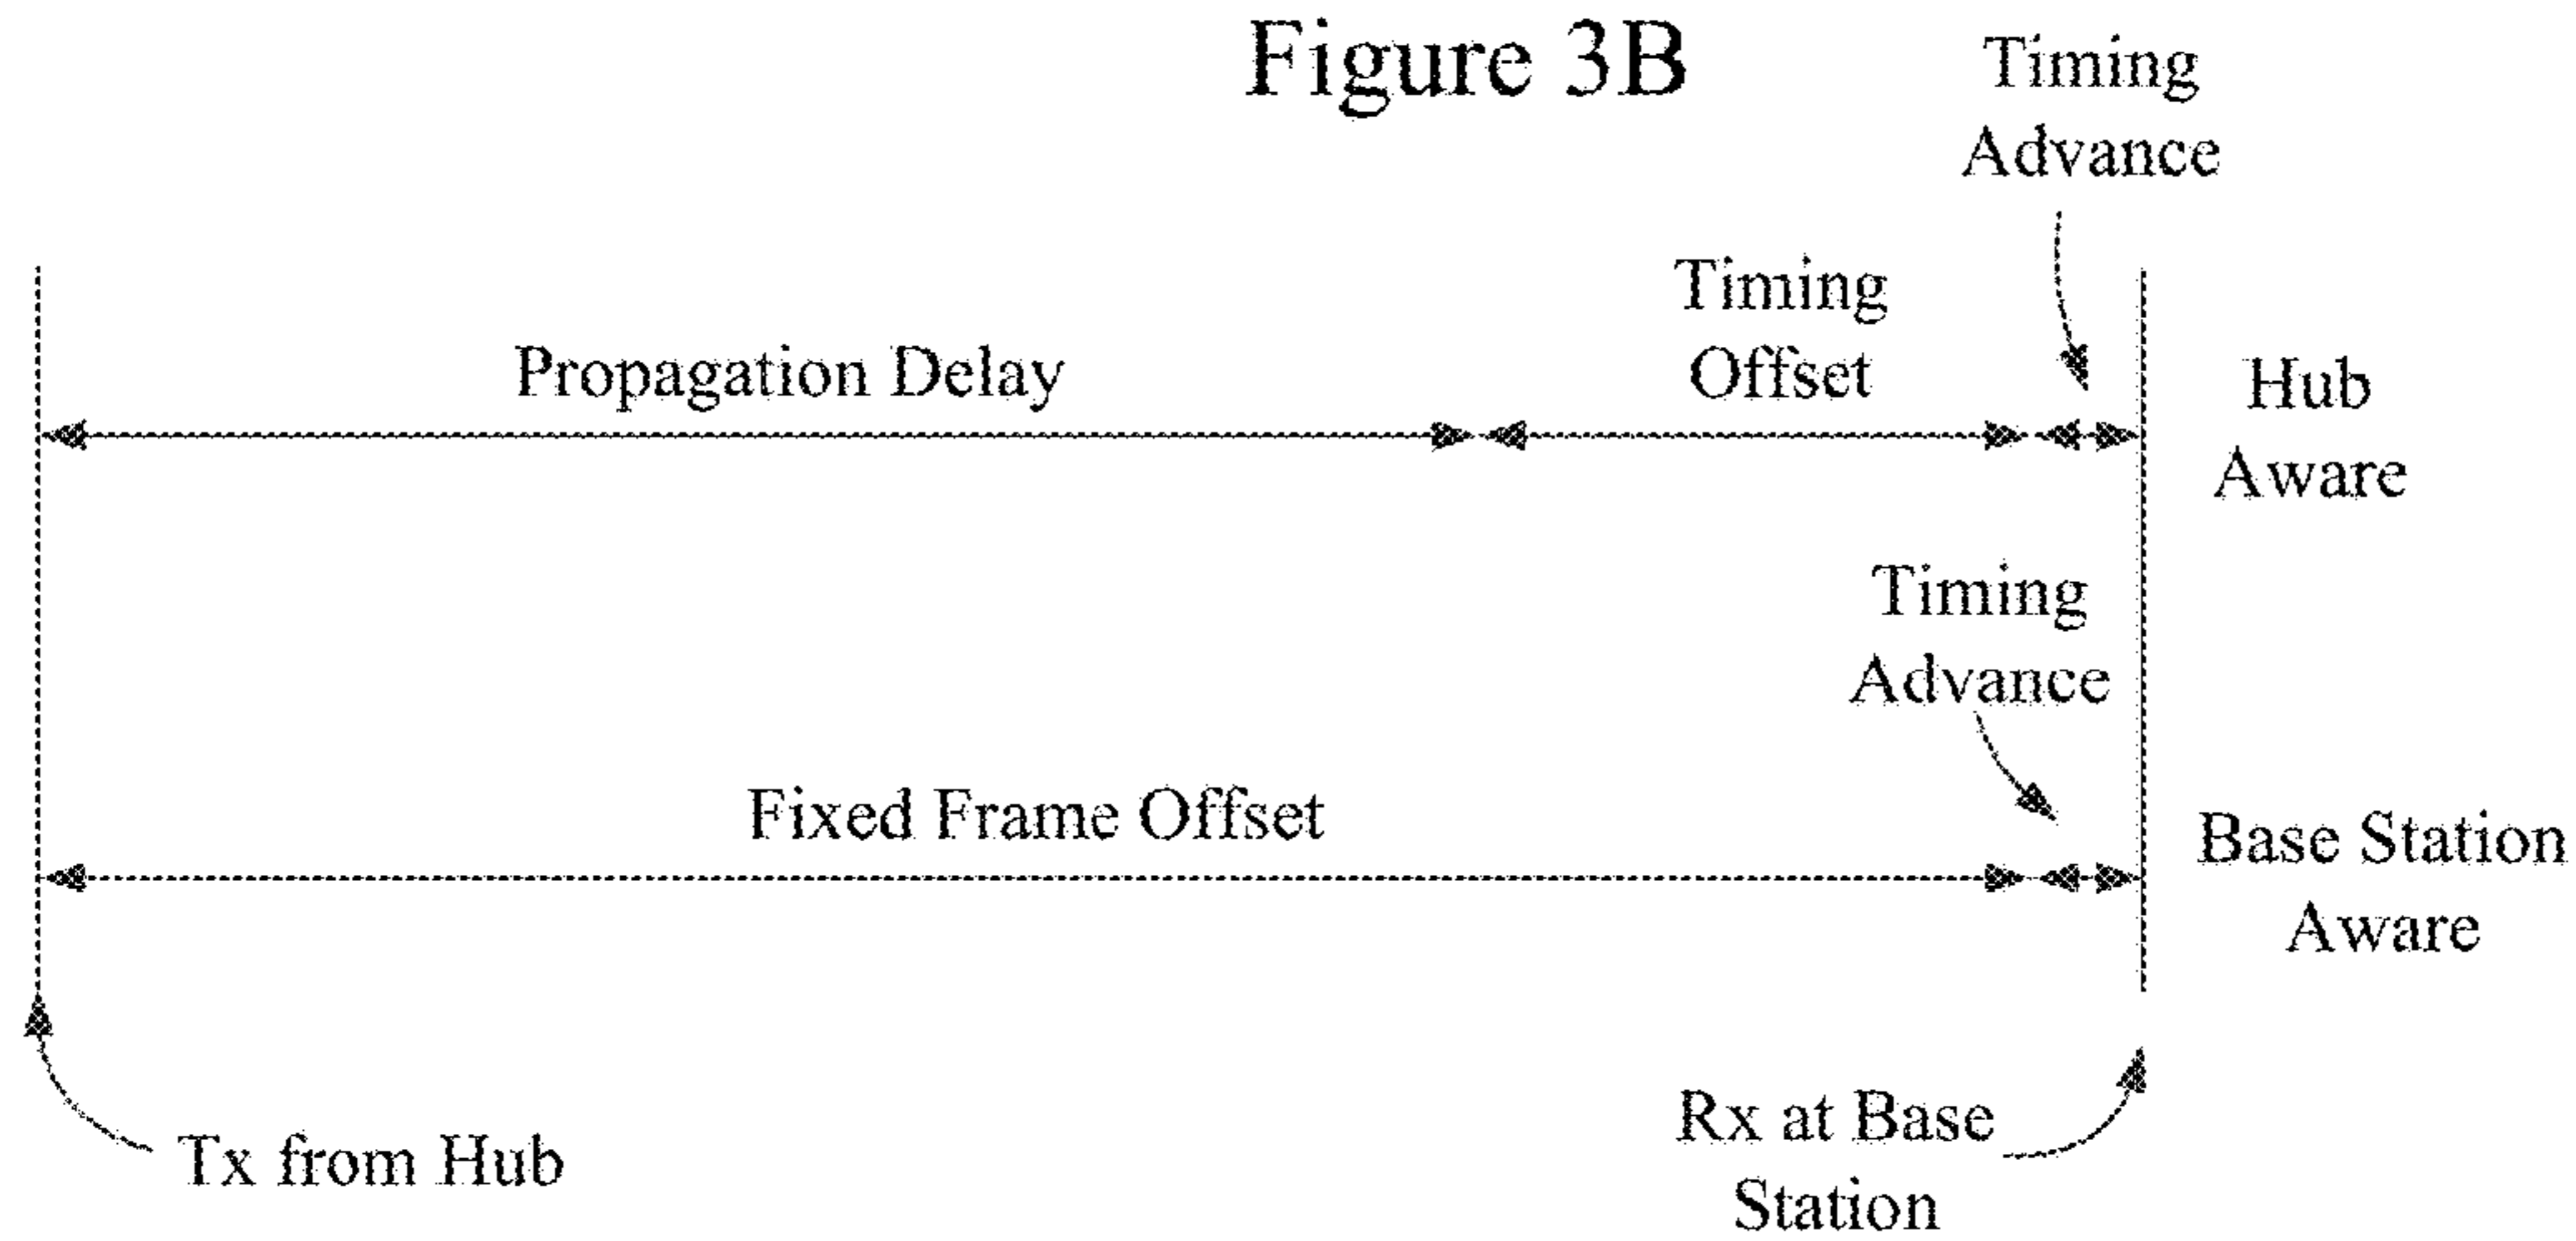 Figure 3B
Timing
Advance
Timing
Offset
Propagation Delay
Hub
Aware
Timing
Advance
Fixed Frame Offset
Base Station
Aware
Tx from Hub
Rx at Base
Station